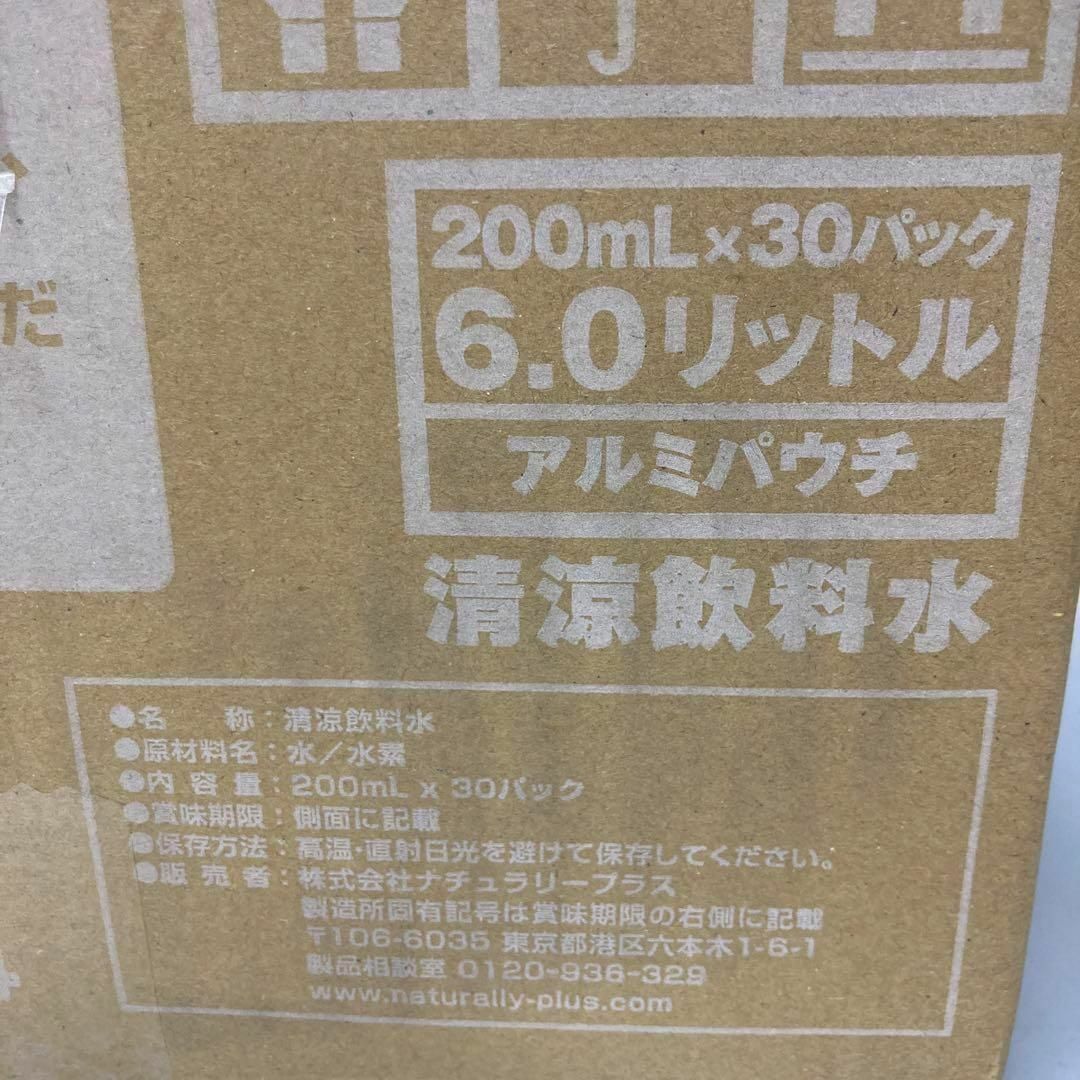 200mL×30パック
6.0リットル
アルミパウチ
清涼飲料水
だ
●名　　称：清涼飲料水
●原材料名：水／水素
●内 容 量：200mL x 30パック
●賞味期限：側面に記載
●保存方法：高温・直射日光を避けて保存してください。
●販 売 者：株式会社ナチュラリープラス
製造所固有記号は賞味期限の右側に記載
〒106-6035 東京都港区六本木1-6-1
製品相談室 0120-936-329
www.naturally-plus.com